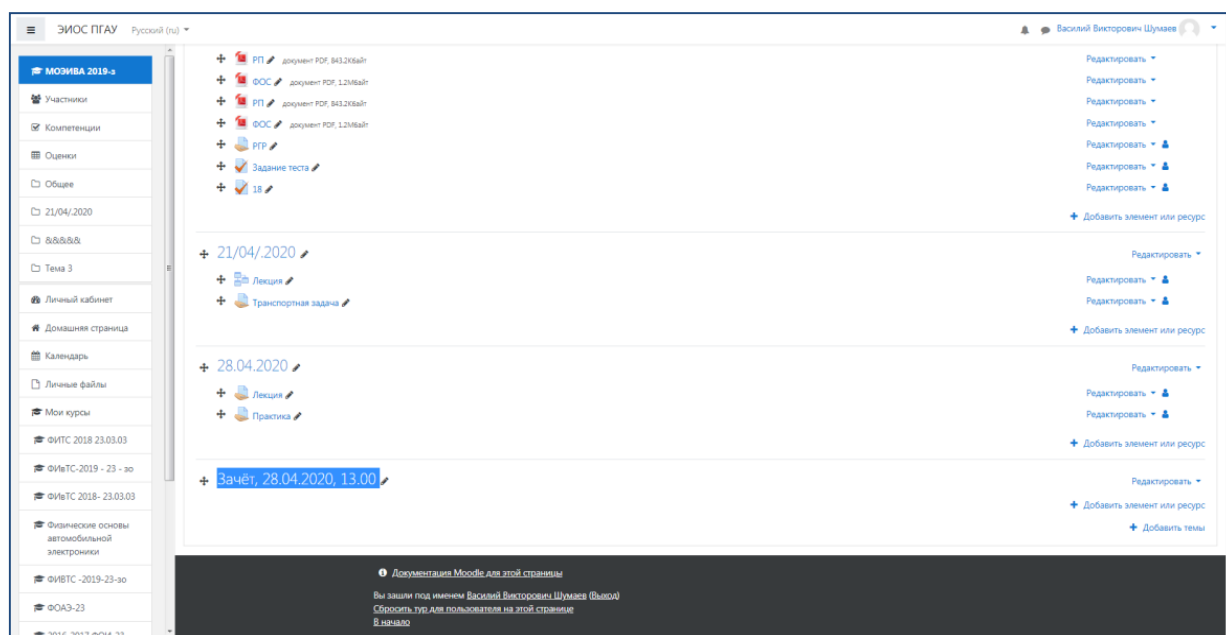 ЭИОС ПГАУ Русский (ru)
Василий Викторович Шумаев
МОЭИВА 2019-з
Участники
Компетенции
Оценки
Общее
21/04/.2020
&&&&&
Тема 3
Личный кабинет
Домашняя страница
Календарь
Личные файлы
Мои курсы
ФИТС 2018 23.03.03
ФИвТС-2019 - 23 - зо
ФИвТС 2018- 23.03.03
Физические основы
автомобильной
электроники
ФИВТС -2019-23-зо
ФОАЭ-23
РП документ PDF, 843.2Кбайт Редактировать
ФОС документ PDF, 1.2Мбайт Редактировать
РП документ PDF, 843.2Кбайт Редактировать
ФОС документ PDF, 1.2Мбайт Редактировать
РГР Редактировать
Задание теста Редактировать
18 Редактировать
Добавить элемент или ресурс
21/04/.2020 Редактировать
Лекция Редактировать
Транспортная задача Редактировать
Добавить элемент или ресурс
28.04.2020 Редактировать
Лекция Редактировать
Практика Редактировать
Добавить элемент или ресурс
Зачёт, 28.04.2020, 13.00 Редактировать
Добавить элемент или ресурс
Добавить темы
Документация Moodle для этой страницы
Вы зашли под именем Василий Викторович Шумаев (Выход)
Сбросить тур для пользователя на этой странице
В начало